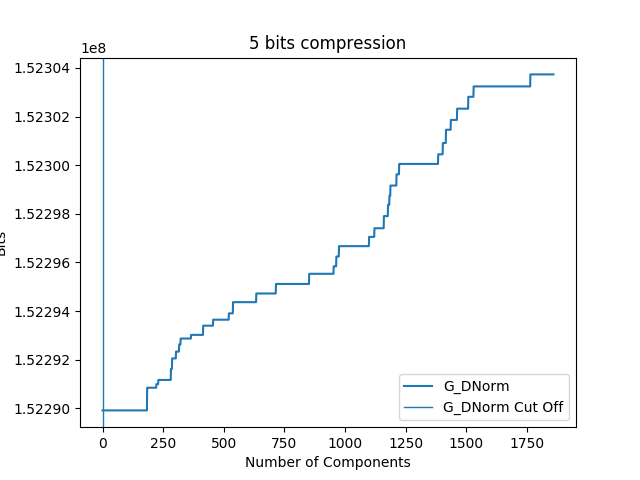 5 bits compression
1e8
1.52304
1.52302
1.52300
1.52298
1.52296
1.52294
1.52292
1.52290
Bits
0 250 500 750 1000 1250 1500 1750
Number of Components
G_DNorm
G_DNorm Cut Off